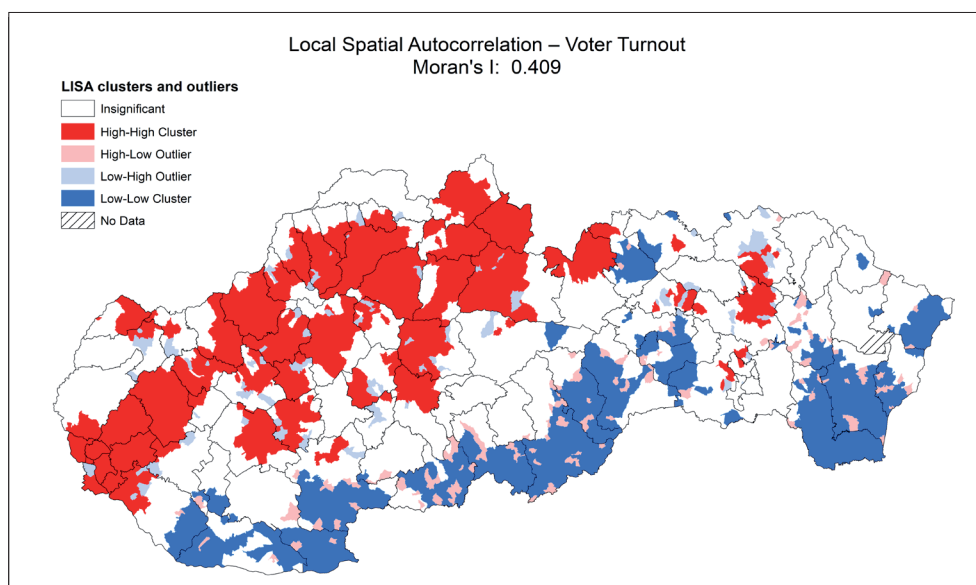 Local Spatial Autocorrelation – Voter Turnout
Moran's I:  0.409
LISA clusters and outliers
Insignificant
High-High Cluster
High-Low Outlier
Low-High Outlier
Low-Low Cluster
No Data